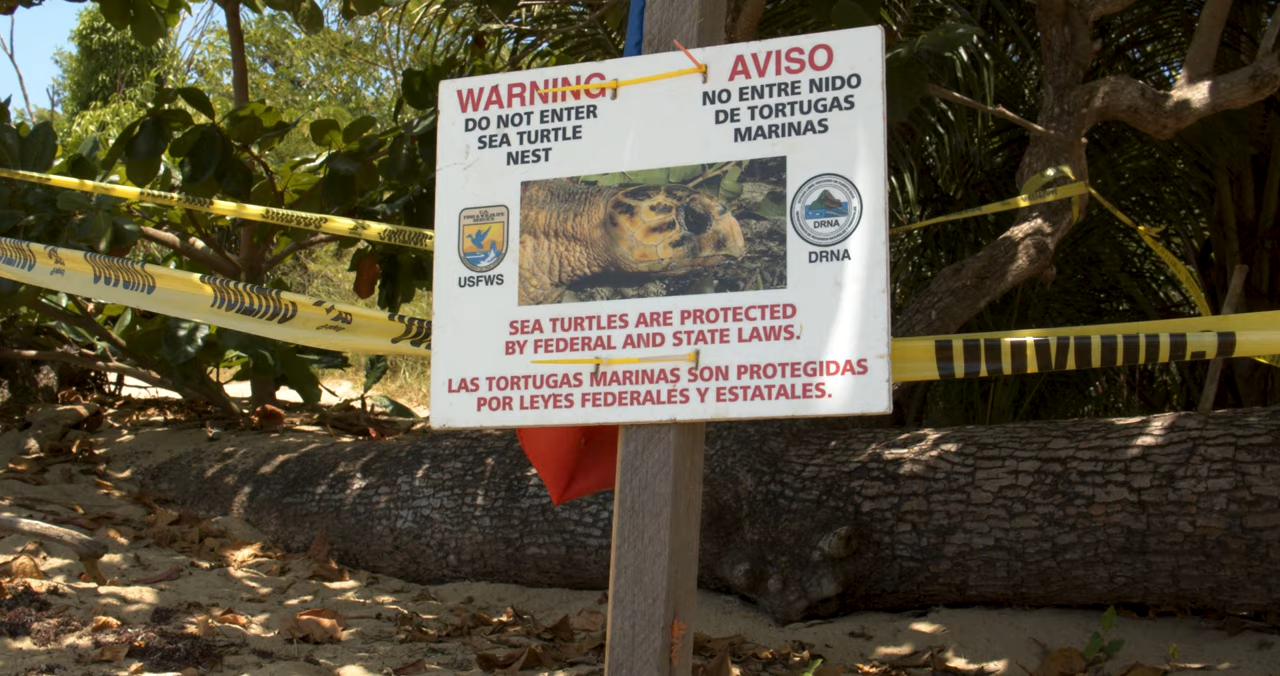 WARNING
DO NOT ENTER
SEA TURTLE
NEST
AVISO
NO ENTRE NIDO
DE TORTUGAS
MARINAS
USFWS
DRNA
DRNA
SEA TURTLES ARE PROTECTED
BY FEDERAL AND STATE LAWS.
LAS TORTUGAS MARINAS SON PROTEGIDAS
POR LEYES FEDERALES Y ESTATALES.
CAUTION